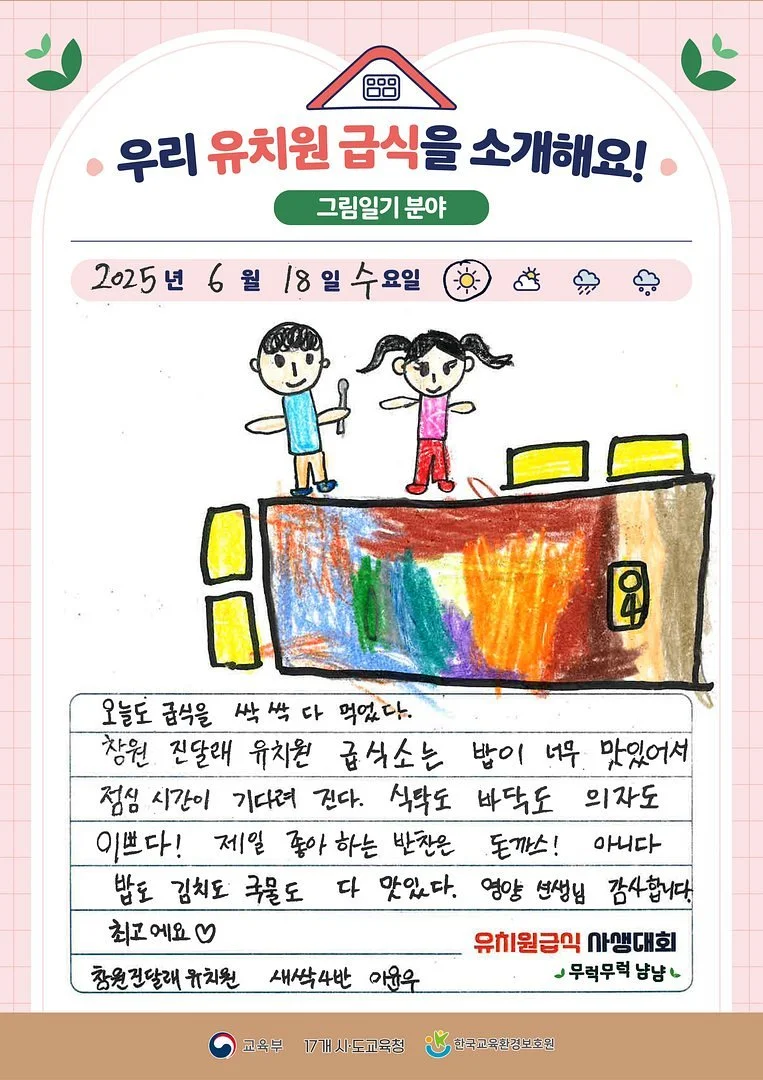 우리 유치원 급식을 소개해요!
그림일기 분야
2025년 6월 18일 수요일
04
오늘도 급식을 싹 싹 다 먹었다.
창원 진달래 유치원 급식소는 밥이 너무 맛있어서
점심 시간이 기다려 진다. 식탁도 바닥도 의자도
이쁘다! 제일 좋아 하는 반찬은 돈까스! 아니다
밥도 김치도 국물도 다 맛있다. 영양 선생님 감사합니다.
최고에요♡
유치원급식 사생대회
무럭무럭 냠냠
창원진달래 유치원 새싹4반 이윤우
교육부 17개 시·도교육청 한국교육환경보호원